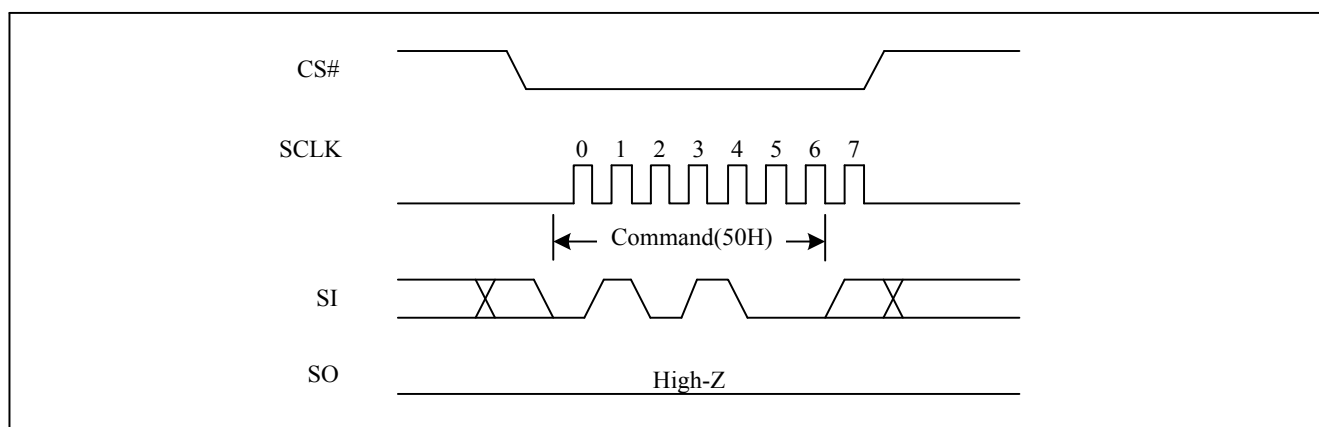 CS#
SCLK
0 1 2 3 4 5 6 7
Command(50H)
SI
SO
High-Z